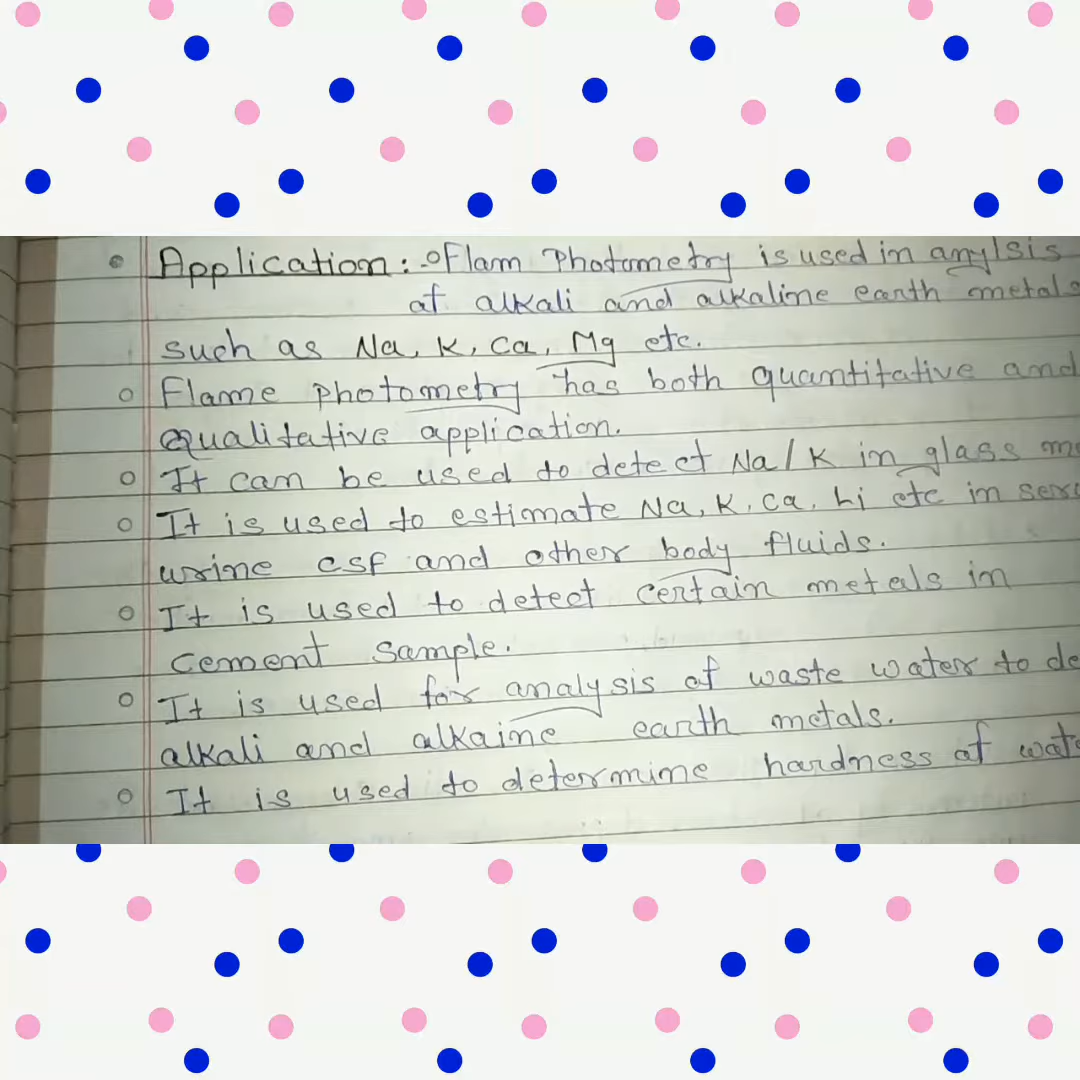 Application: Flam Photometry is used in anylsis
of alkali and alkaline earth metals
such as Na, K, Ca, Mg etc.
Flame photometry has both quantitative and
qualitative application.
It can be used to detect Na/K in glass
It is used to estimate Na, K, Ca, Li etc in
urine csf and other body fluids.
It is used to detect certain metals in
cement sample.
It is used for analysis of waste water to
alkali and alkaine earth metals.
It is used to determine hardness of